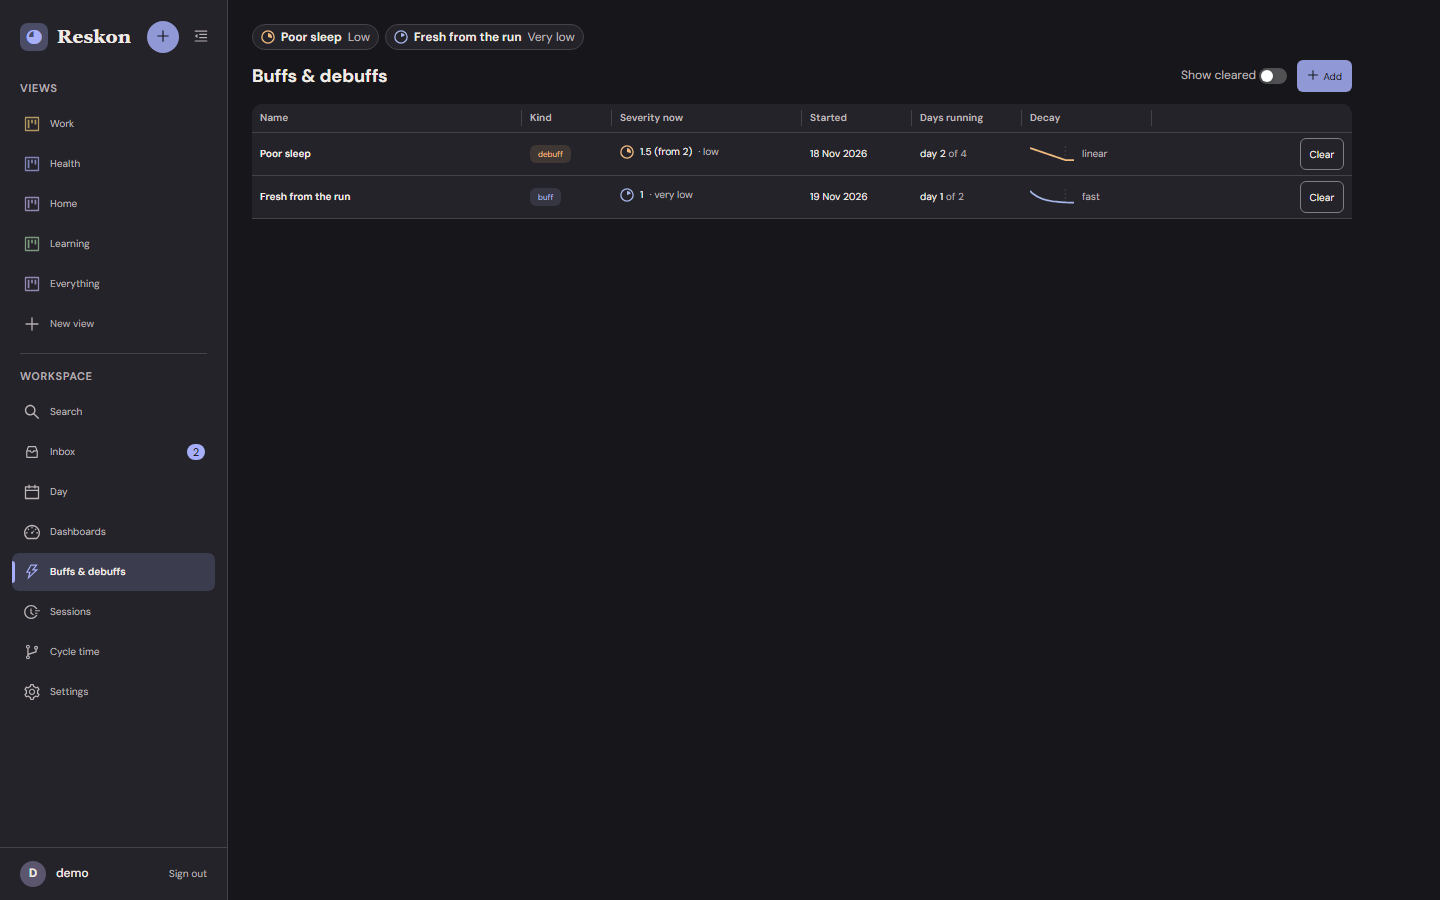 Reskon
VIEWS
Work
Health
Home
Learning
Everything
New view
WORKSPACE
Search
Inbox 2
Day
Dashboards
Buffs & debuffs
Sessions
Cycle time
Settings
D demo Sign out
Poor sleep Low Fresh from the run Very low
Buffs & debuffs Show cleared Add
Name Kind Severity now Started Days running Decay
Poor sleep debuff 1.5 (from 2) · low 18 Nov 2026 day 2 of 4 linear Clear
Fresh from the run buff 1 · very low 19 Nov 2026 day 1 of 2 fast Clear